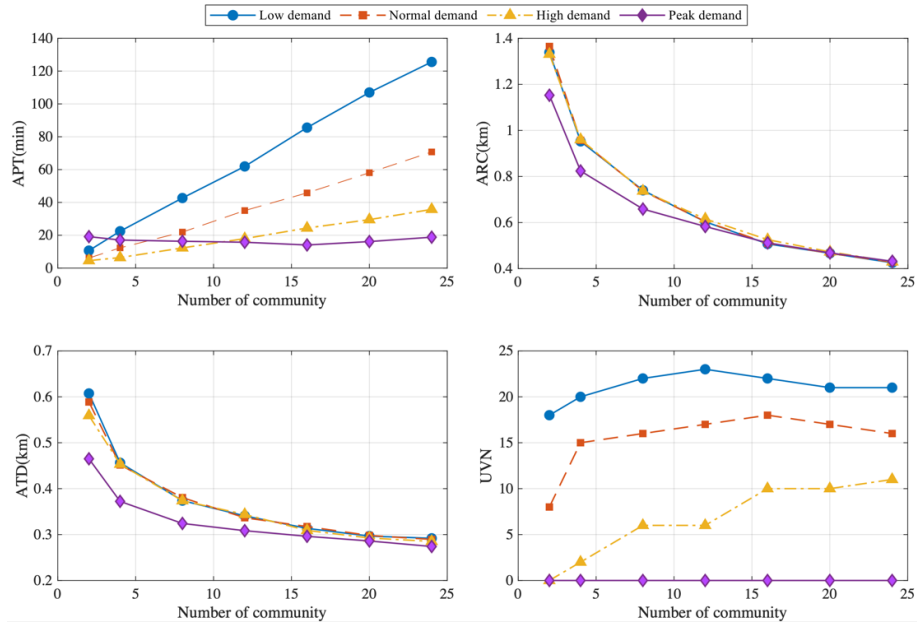 Low demand Normal demand High demand Peak demand
140
120
100
80
60
40
20
0
APT(min)
0 5 10 15 20 25
Number of community
1.4
1.2
1
0.8
0.6
0.4
ARC(km)
0 5 10 15 20 25
Number of community
0.7
0.6
0.5
0.4
0.3
0.2
ATD(km)
0 5 10 15 20 25
Number of community
25
20
15
10
5
0
UVN
0 5 10 15 20 25
Number of community